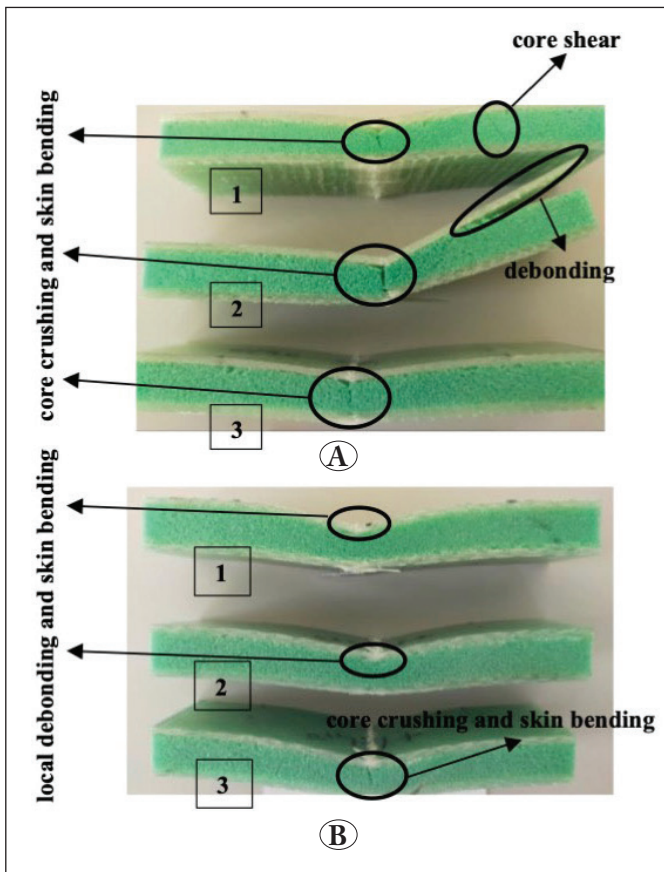 core shear
core crushing and skin bending
1
debonding
2
3
A
local debonding and skin bending
1
2
core crushing and skin bending
3
B